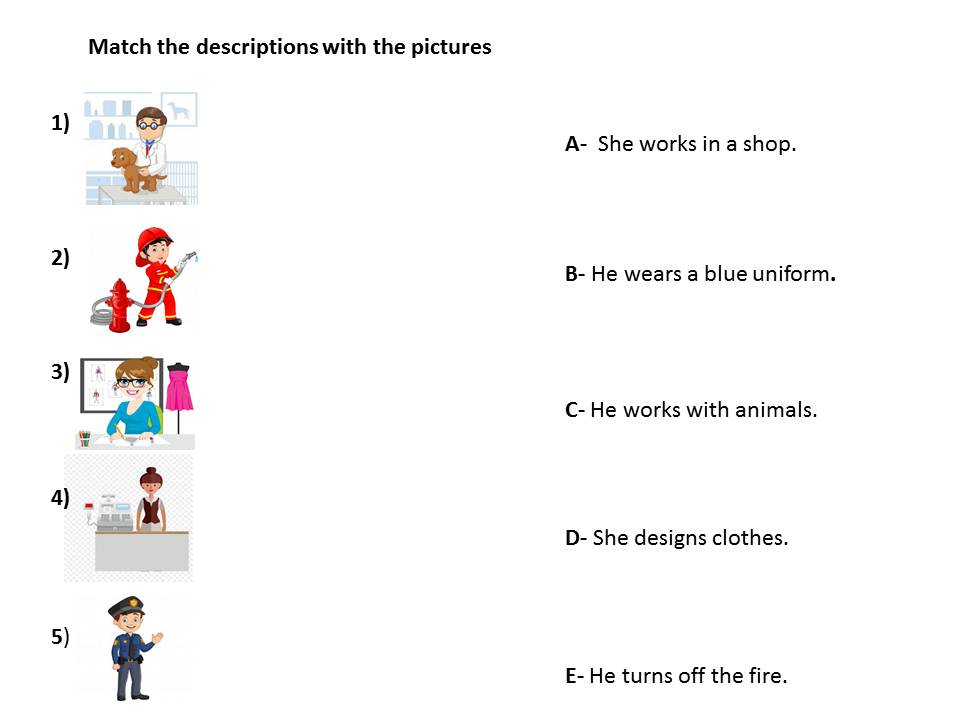 Match the descriptions with the pictures
1)
A- She works in a shop.
2)
B- He wears a blue uniform.
3)
C- He works with animals.
4)
D- She designs clothes.
5)
E- He turns off the fire.